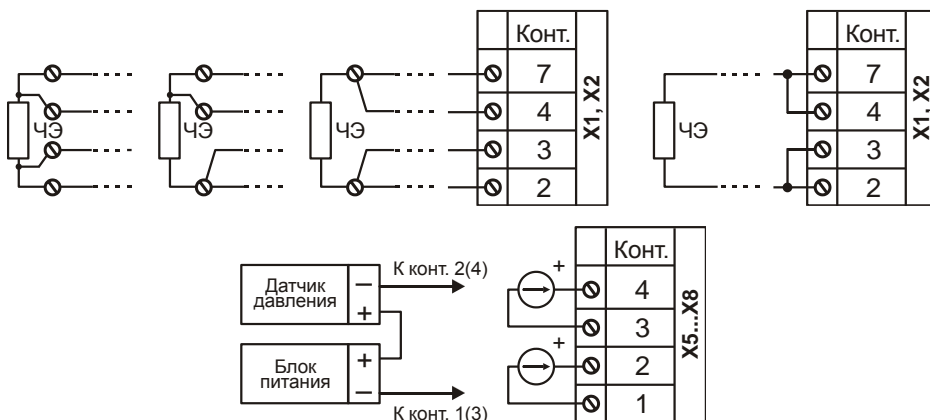 Конт.
7
4
3
2
X1, X2
ЧЭ
ЧЭ
ЧЭ
Конт.
7
4
3
2
X1, X2
ЧЭ
Датчик
давления
–
+
К конт. 2(4)
Блок
питания
+
–
К конт. 1(3)
+
+
Конт.
4
3
2
1
X5...X8